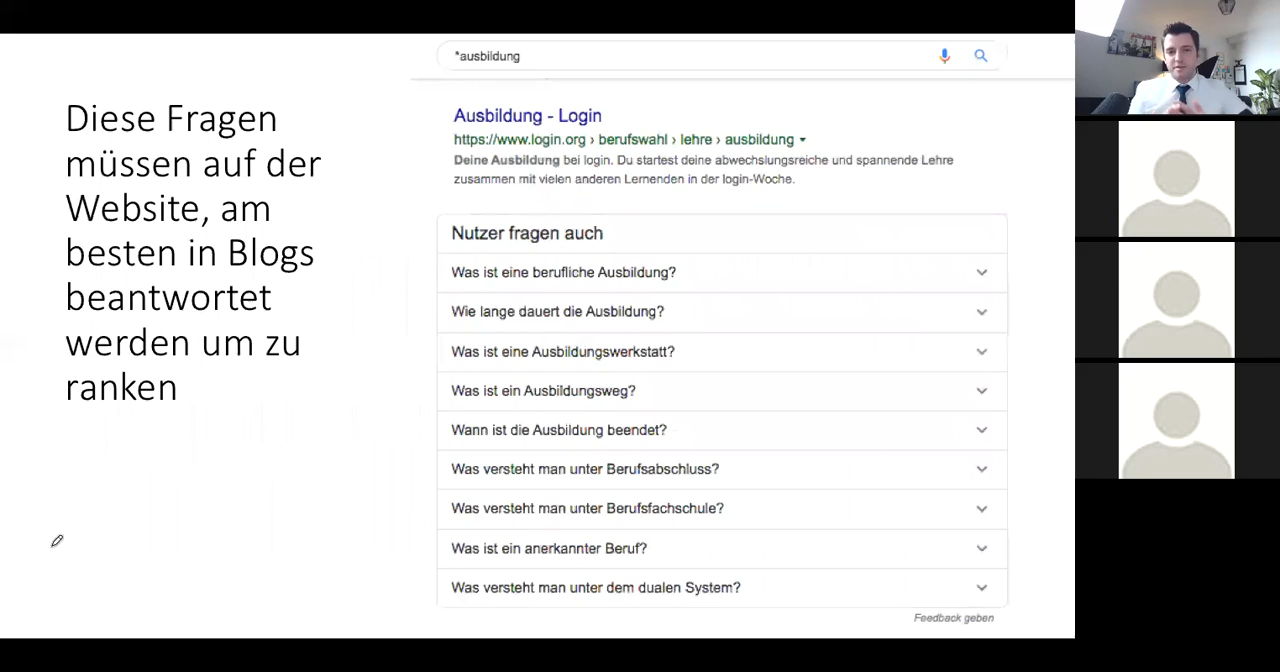 Diese Fragen
müssen auf der
Website, am
besten in Blogs
beantwortet
werden um zu
ranken
*ausbildung
Ausbildung - Login
https://www.login.org › berufswahl › lehre › ausbildung
Deine Ausbildung bei login. Du startest deine abwechslungsreiche und spannende Lehre
zusammen mit vielen anderen Lernenden in der login-Woche.
Nutzer fragen auch
Was ist eine berufliche Ausbildung?
Wie lange dauert die Ausbildung?
Was ist eine Ausbildungswerkstatt?
Was ist ein Ausbildungsweg?
Wann ist die Ausbildung beendet?
Was versteht man unter Berufsabschluss?
Was versteht man unter Berufsfachschule?
Was ist ein anerkannter Beruf?
Was versteht man unter dem dualen System?
Feedback geben